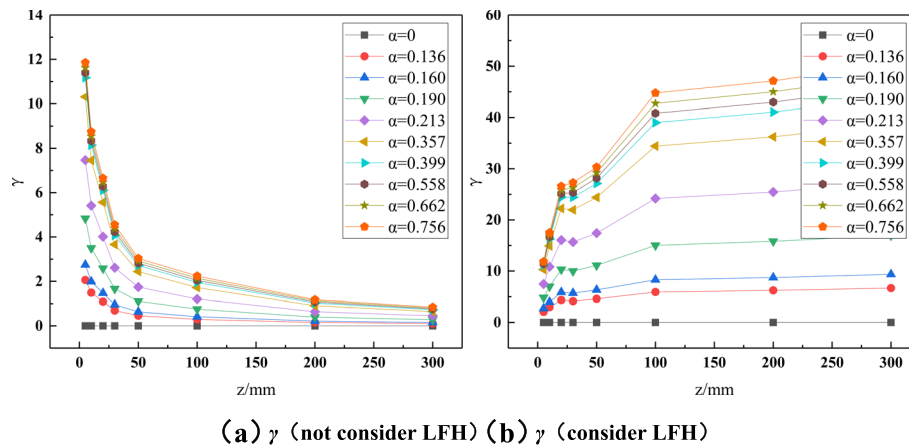 14
12
10
8
6
4
2
0
γ
0
50
100
150
200
250
300
z/mm
α=0
α=0.136
α=0.160
α=0.190
α=0.213
α=0.357
α=0.399
α=0.558
α=0.662
α=0.756
60
50
40
30
20
10
0
γ
0
50
100
150
200
250
300
z/mm
α=0
α=0.136
α=0.160
α=0.190
α=0.213
α=0.357
α=0.399
α=0.558
α=0.662
α=0.756
（a）γ（not consider LFH）（b）γ（consider LFH）